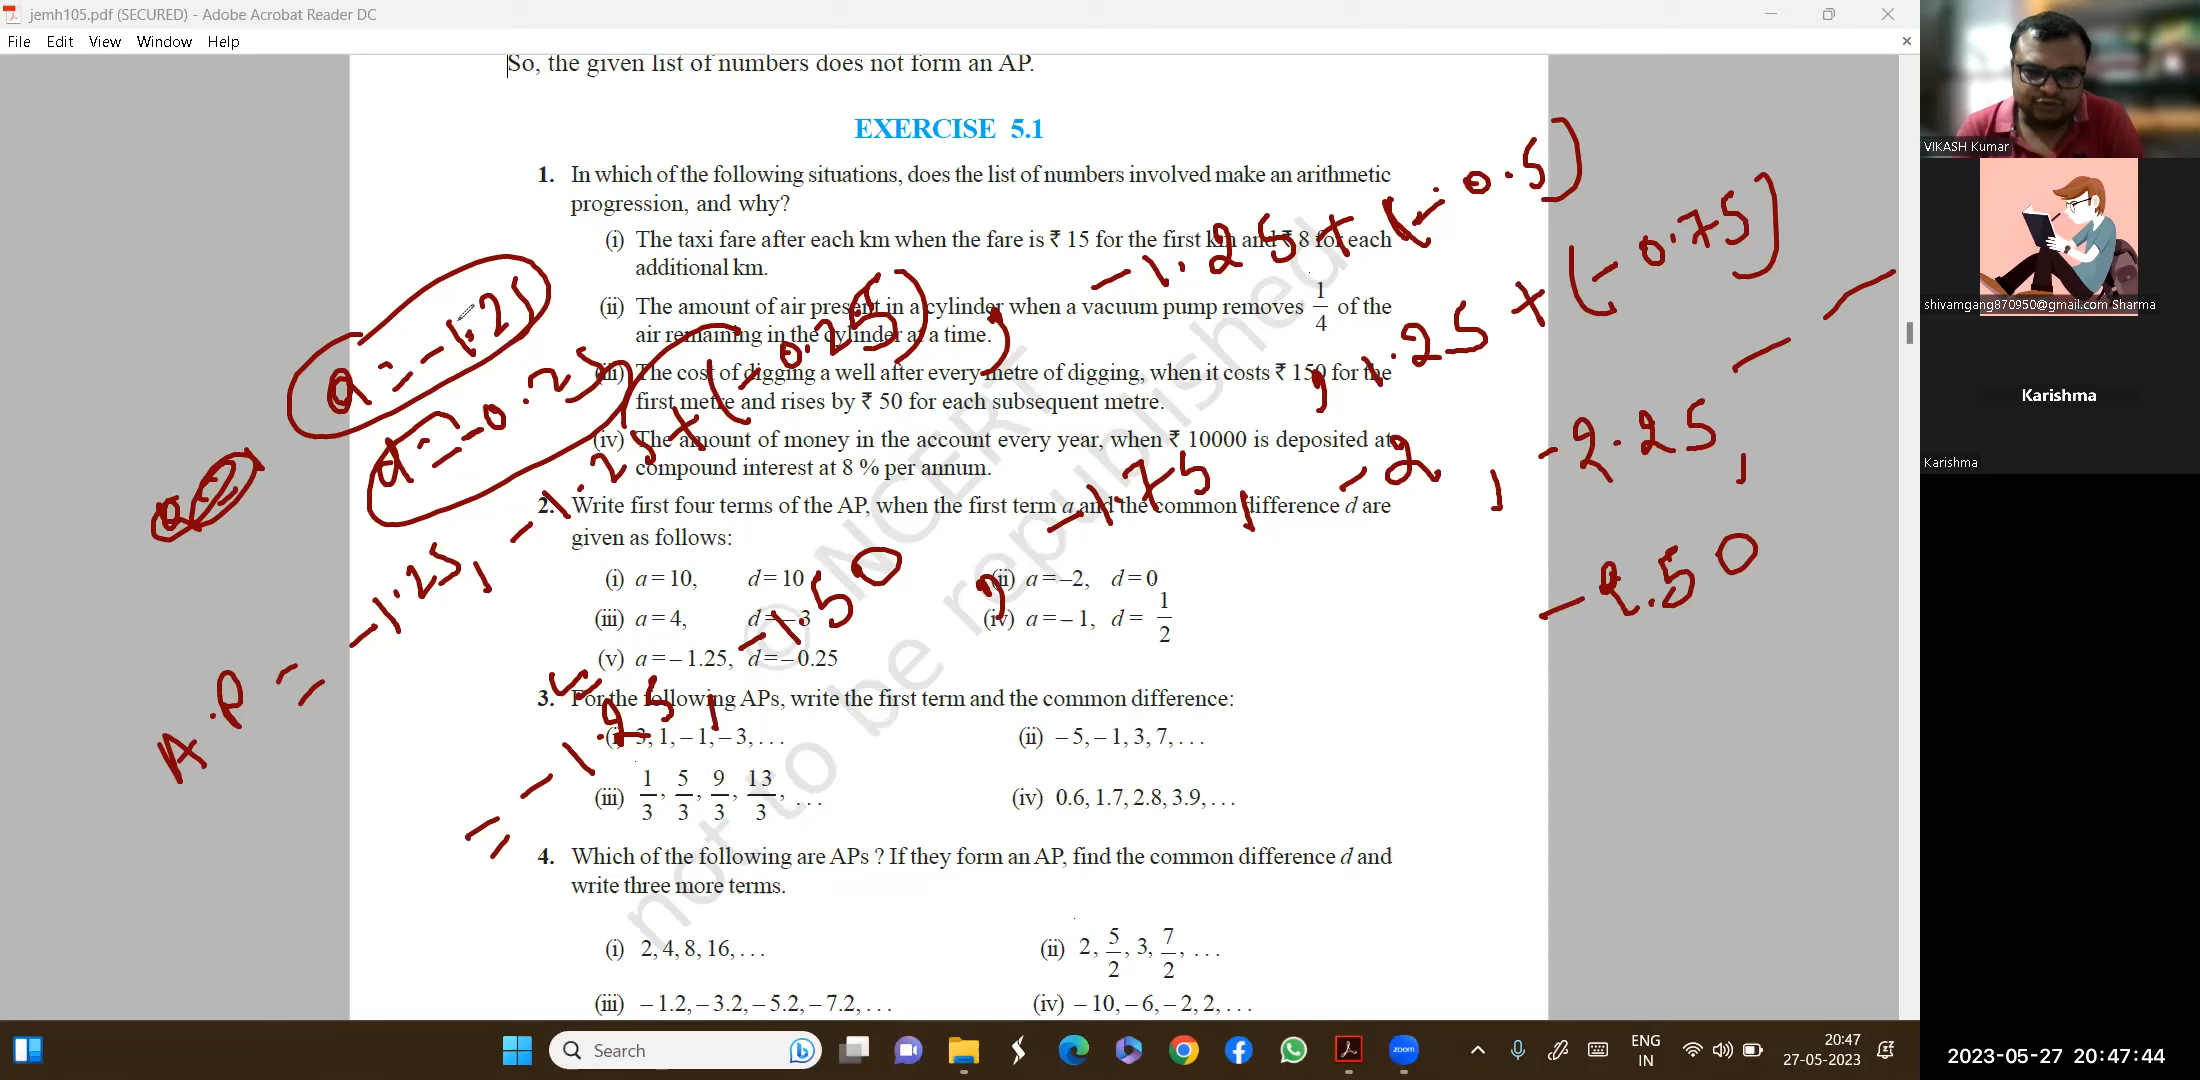 jemh105.pdf (SECURED) - Adobe Acrobat Reader DC
File Edit View Window Help
So, the given list of numbers does not form an AP.
EXERCISE 5.1
1. In which of the following situations, does the list of numbers involved make an arithmetic
progression, and why?
(i) The taxi fare after each km when the fare is ₹ 15 for the first km and ₹ 8 for each
additional km.
(ii) The amount of air present in a cylinder when a vacuum pump removes 1/4 of the
air remaining in the cylinder at a time.
(iii) The cost of digging a well after every metre of digging, when it costs ₹ 150 for the
first metre and rises by ₹ 50 for each subsequent metre.
(iv) The amount of money in the account every year, when ₹ 10000 is deposited at
compound interest at 8 % per annum.
2. Write first four terms of the AP, when the first term a and the common difference d are
given as follows:
(i) a = 10, d = 10 (ii) a = –2, d = 0
(iii) a = 4, d = – 3 (iv) a = – 1, d = 1/2
(v) a = – 1.25, d = – 0.25
3. For the following APs, write the first term and the common difference:
(i) 3, 1, – 1, – 3, . . . (ii) – 5, – 1, 3, 7, . . .
(iii) 1/3, 5/3, 9/3, 13/3, . . . (iv) 0.6, 1.7, 2.8, 3.9, . . .
4. Which of the following are APs ? If they form an AP, find the common difference d and
write three more terms.
(i) 2, 4, 8, 16, . . . (ii) 2, 5/2, 3, 7/2, . . .
(iii) – 1.2, – 3.2, – 5.2, – 7.2, . . . (iv) – 10, – 6, – 2, 2, . . .
© NCERT
not to be republished
a = -1.25
d = -0.25
A.P = -1.25, -1.25 + (-0.25), -1.25 + (-0.5), 1.25 + (-0.75) - -
= -1.25, -1.50, -1.75, -2, -2.25,
-2.50
VIKASH Kumar
shivamgang870950@gmail.com Sharma
Karishma
Karishma
Search
zoom
ENG
IN
20:47
27-05-2023
2023-05-27 20:47:44